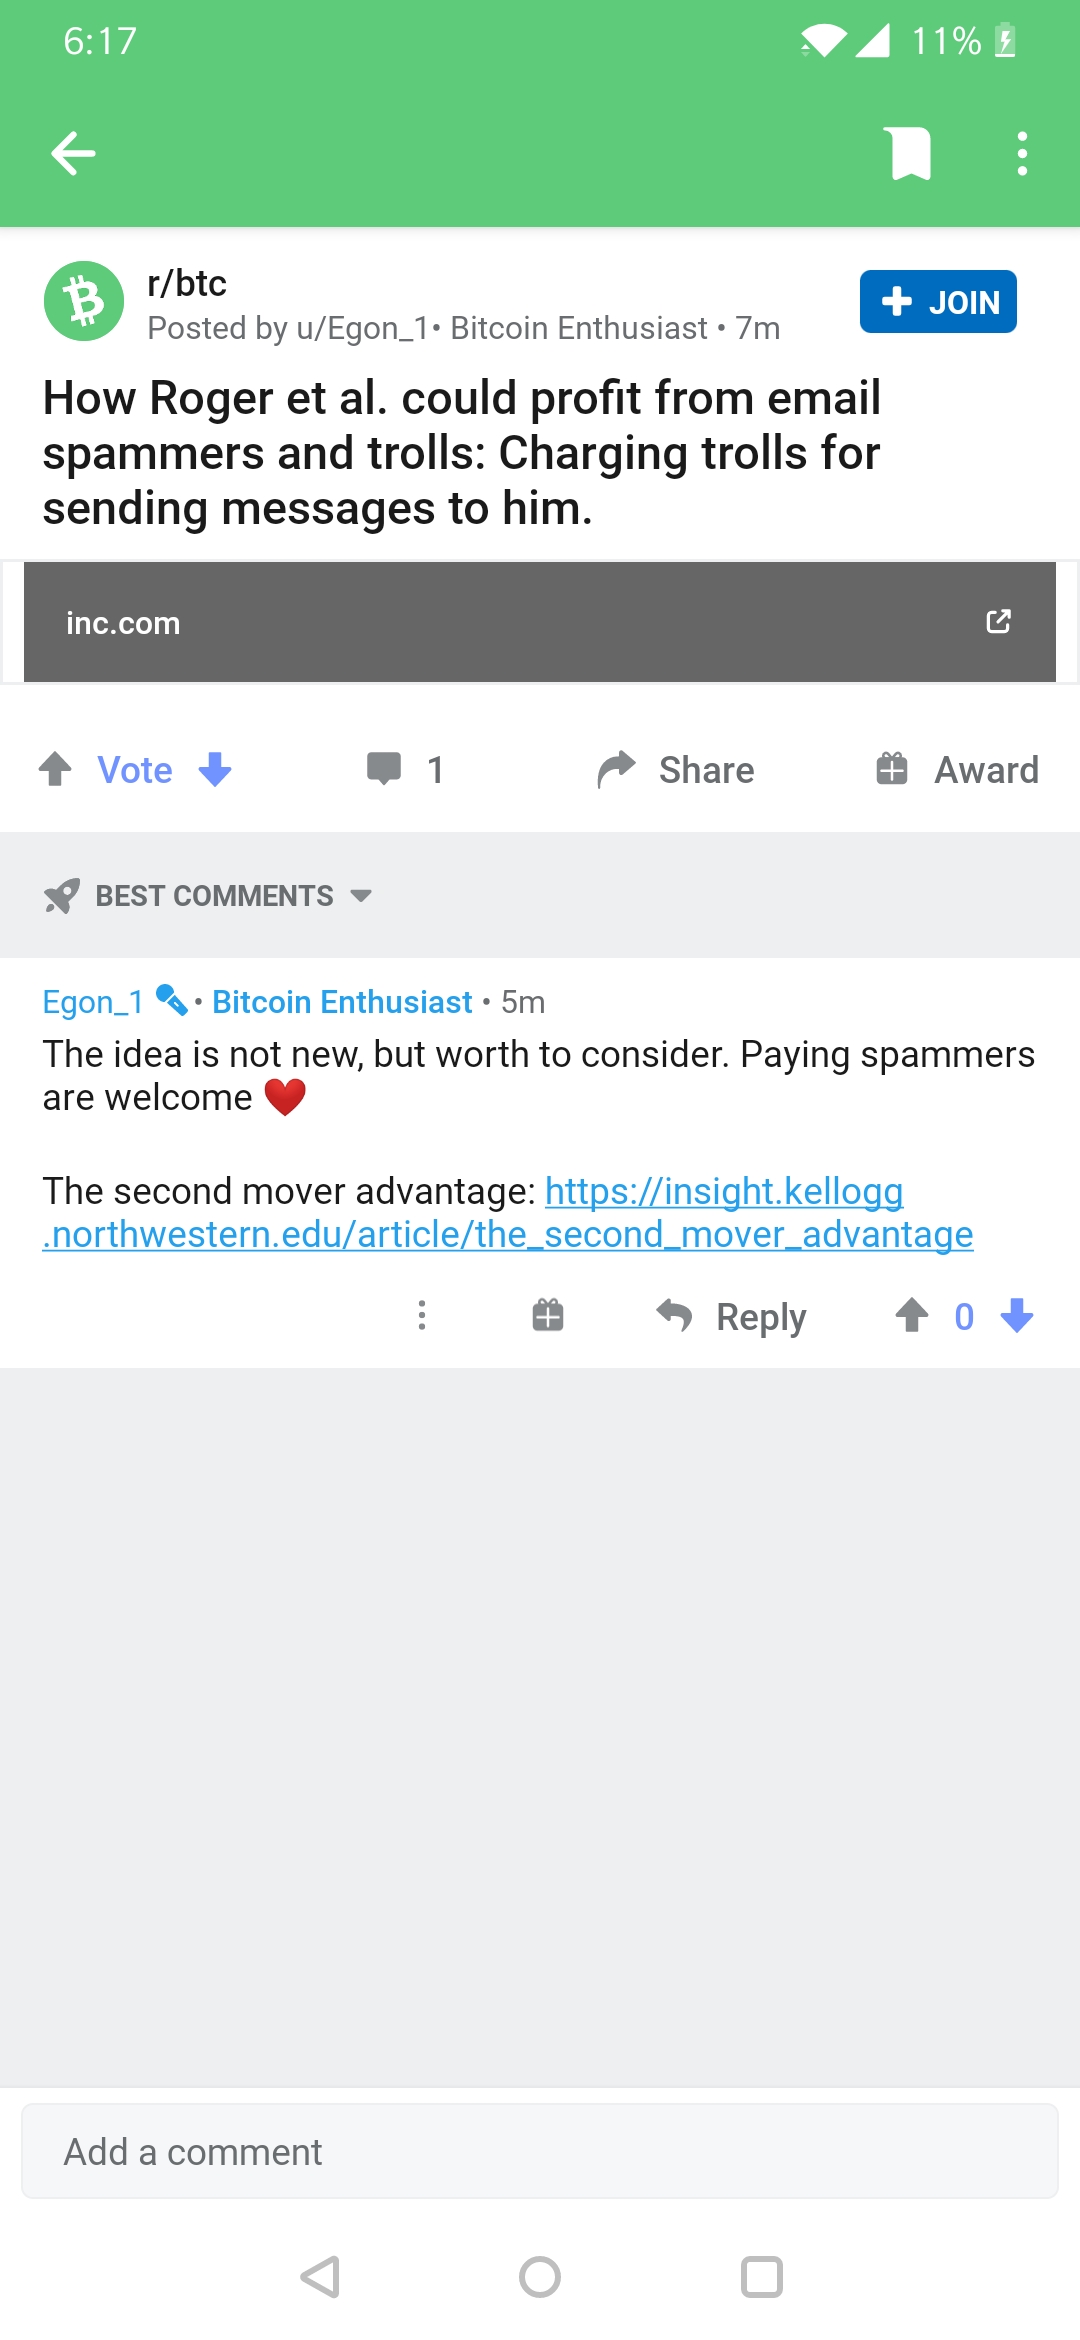 6:17
11%
r/btc
Posted by u/Egon_1• Bitcoin Enthusiast • 7m
+ JOIN
How Roger et al. could profit from email
spammers and trolls: Charging trolls for
sending messages to him.
inc.com
Vote
1
Share
Award
BEST COMMENTS
Egon_1 • Bitcoin Enthusiast • 5m
The idea is not new, but worth to consider. Paying spammers
are welcome ❤️
The second mover advantage: https://insight.kellogg
.northwestern.edu/article/the_second_mover_advantage
Reply
0
Add a comment